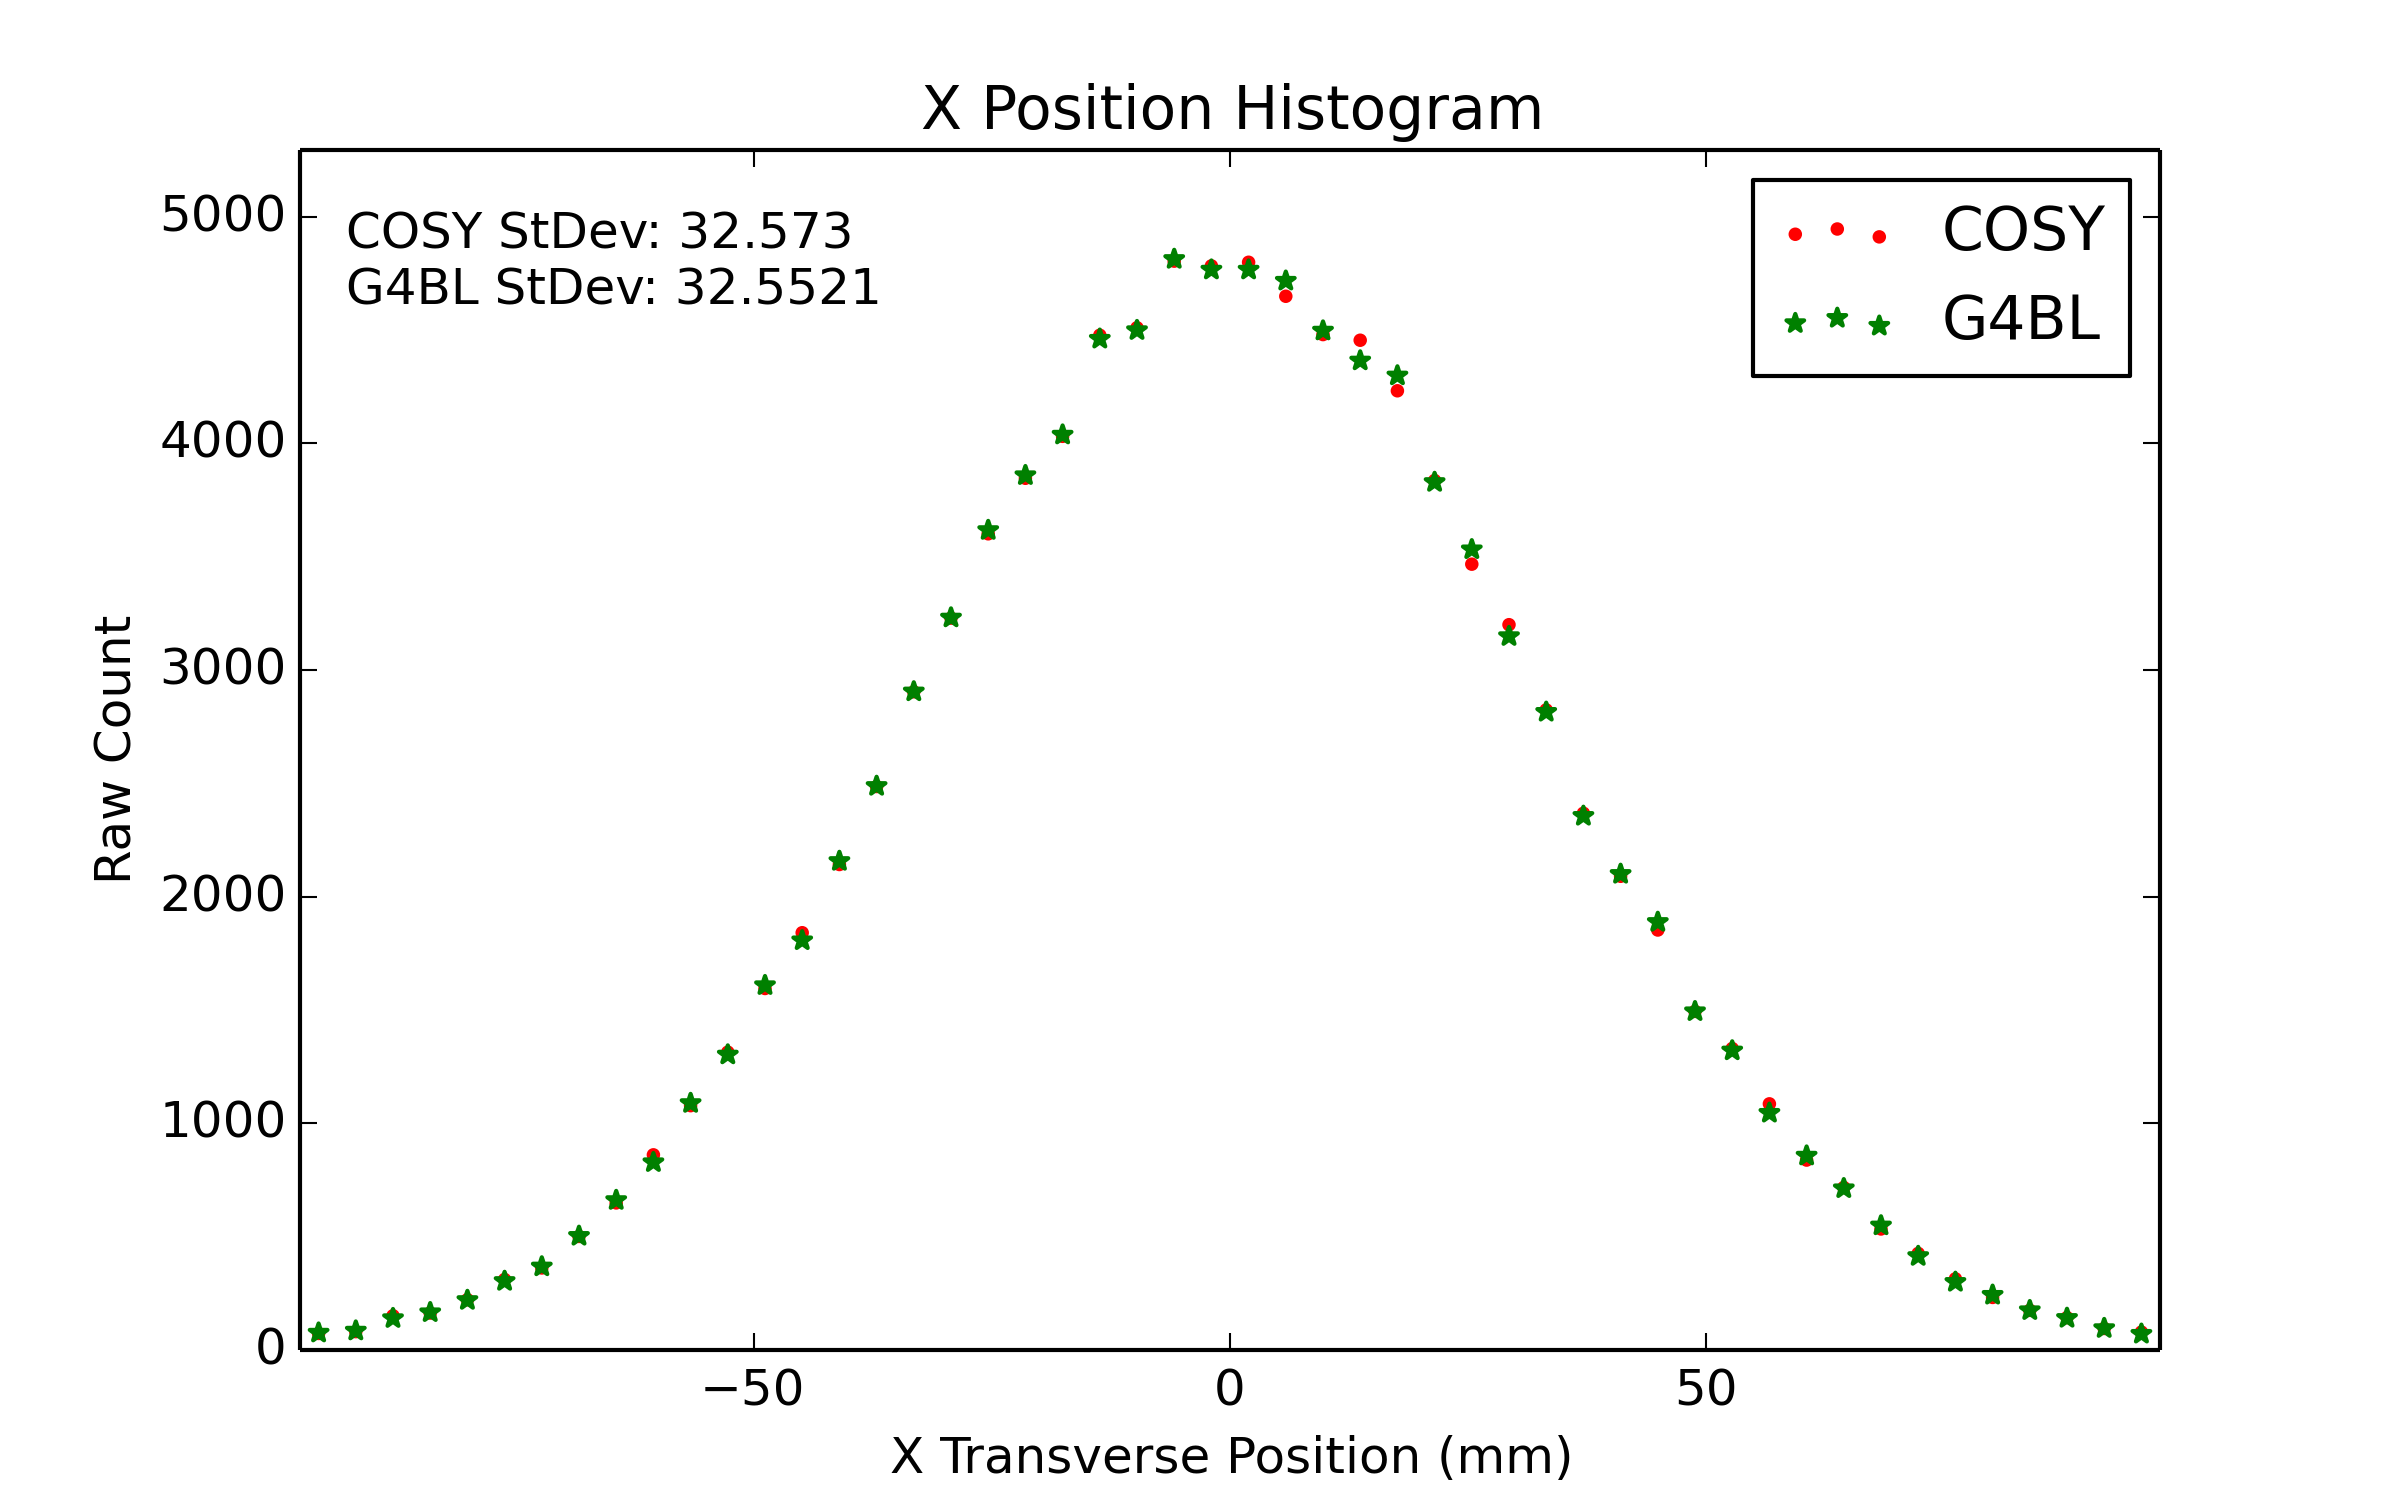 X Position Histogram
COSY StDev: 32.573
G4BL StDev: 32.5521
COSY
G4BL
5000
4000
3000
2000
1000
0
Raw Count
−50
0
50
X Transverse Position (mm)